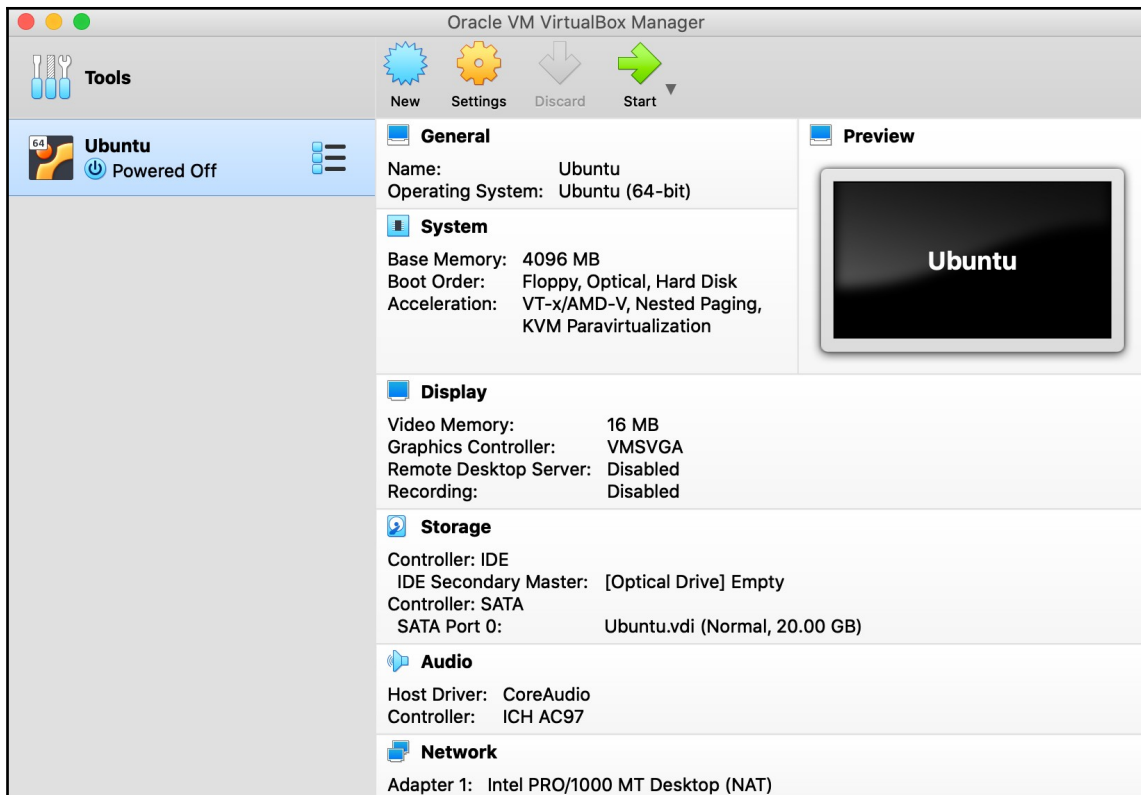 Oracle VM VirtualBox Manager
Tools
New Settings Discard Start
64
Ubuntu
Powered Off
General
Name: Ubuntu
Operating System: Ubuntu (64-bit)
Preview
Ubuntu
System
Base Memory: 4096 MB
Boot Order: Floppy, Optical, Hard Disk
Acceleration: VT-x/AMD-V, Nested Paging,
KVM Paravirtualization
Display
Video Memory: 16 MB
Graphics Controller: VMSVGA
Remote Desktop Server: Disabled
Recording: Disabled
Storage
Controller: IDE
IDE Secondary Master: [Optical Drive] Empty
Controller: SATA
SATA Port 0: Ubuntu.vdi (Normal, 20.00 GB)
Audio
Host Driver: CoreAudio
Controller: ICH AC97
Network
Adapter 1: Intel PRO/1000 MT Desktop (NAT)